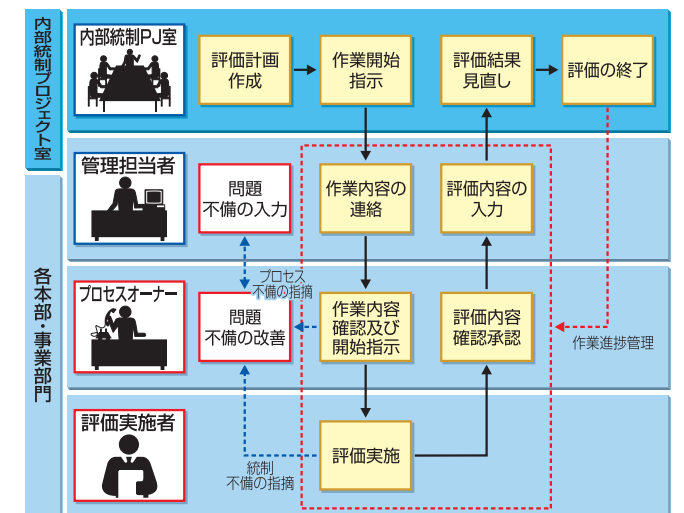 内部統制プロジェクト室
内部統制PJ室
評価計画
作成
作業開始
指示
評価結果
見直し
評価の終了
各本部・事業部門
管理担当者
問題
不備の入力
作業内容の
連絡
評価内容の
入力
プロセス
不備の指摘
プロセスオーナー
問題
不備の改善
作業内容
確認及び
開始指示
評価内容
確認承認
作業進捗管理
評価実施者
統制
不備の指摘
評価実施